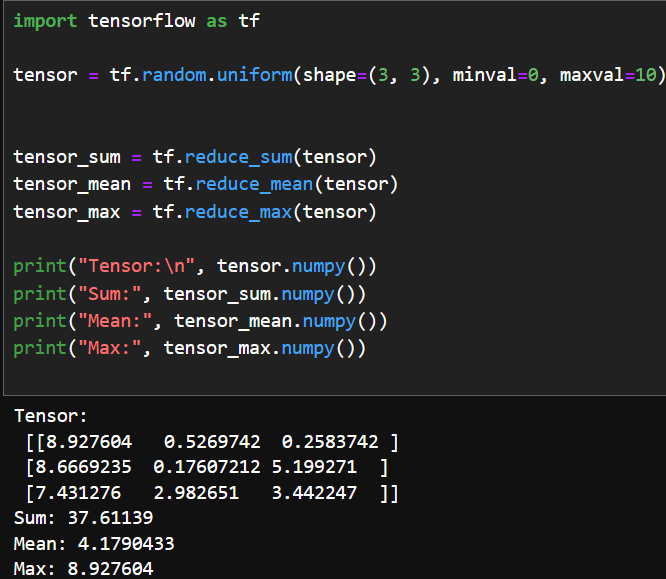 import tensorflow as tf
tensor = tf.random.uniform(shape=(3, 3), minval=0, maxval=10)
tensor_sum = tf.reduce_sum(tensor)
tensor_mean = tf.reduce_mean(tensor)
tensor_max = tf.reduce_max(tensor)
print("Tensor:\n", tensor.numpy())
print("Sum:", tensor_sum.numpy())
print("Mean:", tensor_mean.numpy())
print("Max:", tensor_max.numpy())
Tensor:
 [[8.927604   0.5269742  0.2583742 ]
 [8.6669235  0.17607212 5.199271  ]
 [7.431276   2.982651   3.442247  ]]
Sum: 37.61139
Mean: 4.1790433
Max: 8.927604